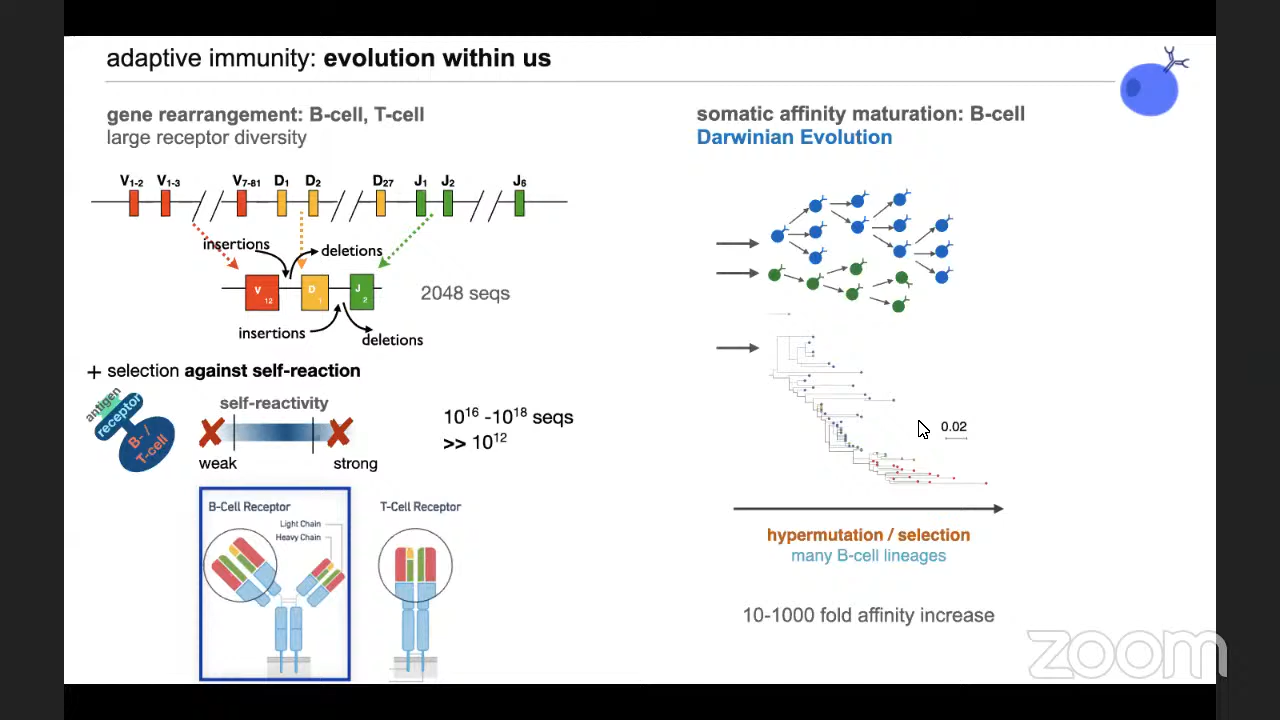 adaptive immunity: evolution within us
gene rearrangement: B-cell, T-cell
large receptor diversity
V1-2 V1-3 V7-81 D1 D2 D27 J1 J2 J6
insertions
deletions
V
12
D
1
J
2
2048 seqs
insertions
deletions
+ selection against self-reaction
antigen
receptor
B- /
T-cell
self-reactivity
weak
strong
10^16 -10^18 seqs
>> 10^12
B-Cell Receptor
Light Chain
Heavy Chain
T-Cell Receptor
somatic affinity maturation: B-cell
Darwinian Evolution
0.02
hypermutation / selection
many B-cell lineages
10-1000 fold affinity increase
zoom